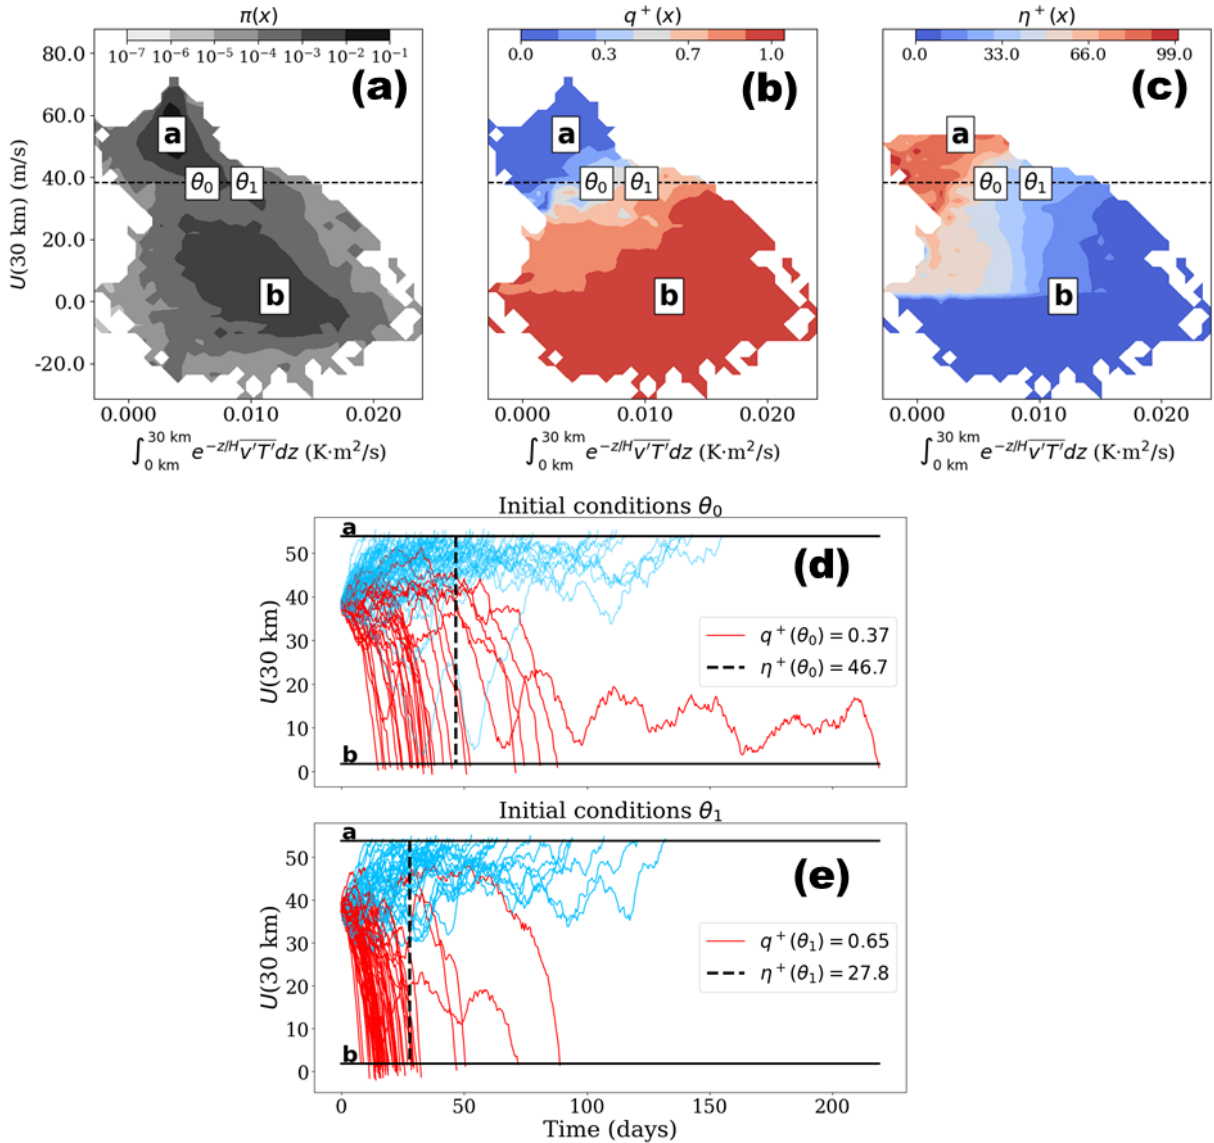 π(x)
10⁻⁷ 10⁻⁶ 10⁻⁵ 10⁻⁴ 10⁻³ 10⁻² 10⁻¹
(a)
80.0
60.0
40.0
20.0
0.0
-20.0
U(30 km) (m/s)
a
θ₀ θ₁
b
0.000 0.010 0.020
∫₀ ₖₘ³⁰ ᵏᵐ e^{−z/H} v′T′ dz (K·m²/s)
q⁺(x)
0.0 0.3 0.7 1.0
(b)
a
θ₀ θ₁
b
0.000 0.010 0.020
∫₀ ₖₘ³⁰ ᵏᵐ e^{−z/H} v′T′ dz (K·m²/s)
η⁺(x)
0.0 33.0 66.0 99.0
(c)
a
θ₀ θ₁
b
0.000 0.010 0.020
∫₀ ₖₘ³⁰ ᵏᵐ e^{−z/H} v′T′ dz (K·m²/s)
Initial conditions θ₀
a
(d)
50
40
30
20
10
0
U(30 km)
q⁺(θ₀) = 0.37
η⁺(θ₀) = 46.7
b
Initial conditions θ₁
a
(e)
50
40
30
20
10
0
U(30 km)
q⁺(θ₁) = 0.65
η⁺(θ₁) = 27.8
b
0 50 100 150 200
Time (days)